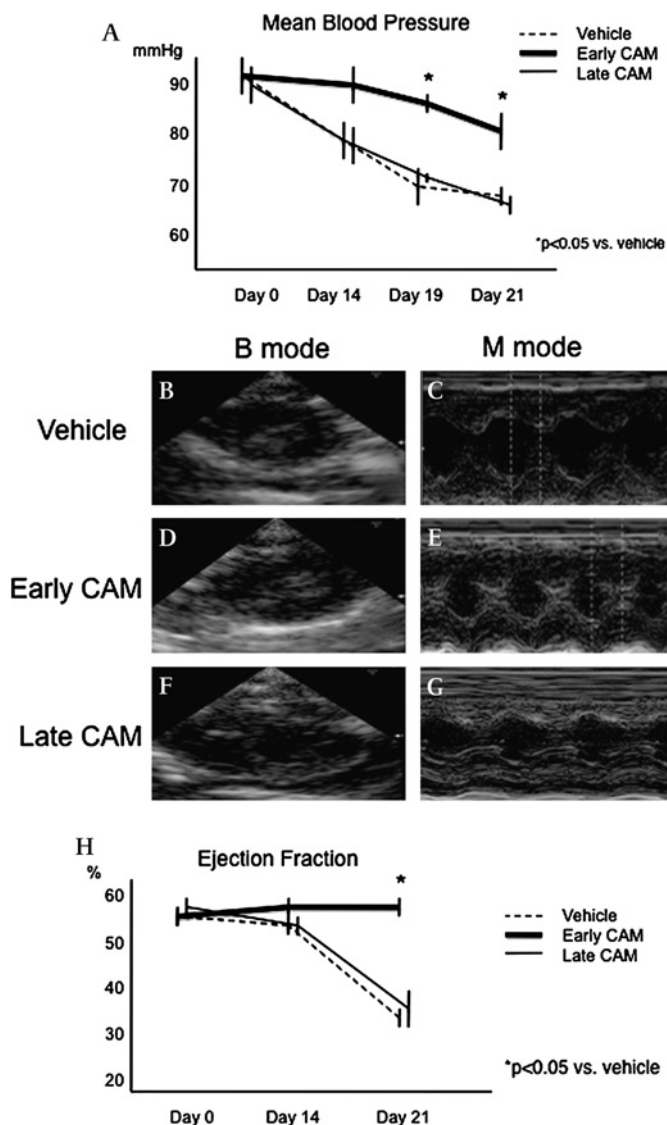 A
Mean Blood Pressure
mmHg
Vehicle
Early CAM
Late CAM
90
80
70
60
*
*
*p<0.05 vs. vehicle
Day 0 Day 14 Day 19 Day 21
B mode M mode
Vehicle
B C
Early CAM
D E
Late CAM
F G
H
Ejection Fraction
%
60
50
40
30
20
*
Vehicle
Early CAM
Late CAM
*p<0.05 vs. vehicle
Day 0 Day 14 Day 21